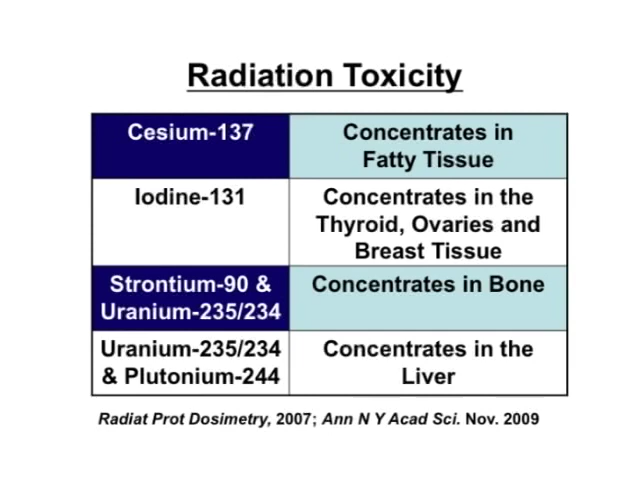 Radiation Toxicity
Cesium-137
Concentrates in
Fatty Tissue
Iodine-131
Concentrates in the
Thyroid, Ovaries and
Breast Tissue
Strontium-90 &
Uranium-235/234
Concentrates in Bone
Uranium-235/234
& Plutonium-244
Concentrates in the
Liver
Radiat Prot Dosimetry, 2007; Ann N Y Acad Sci. Nov. 2009